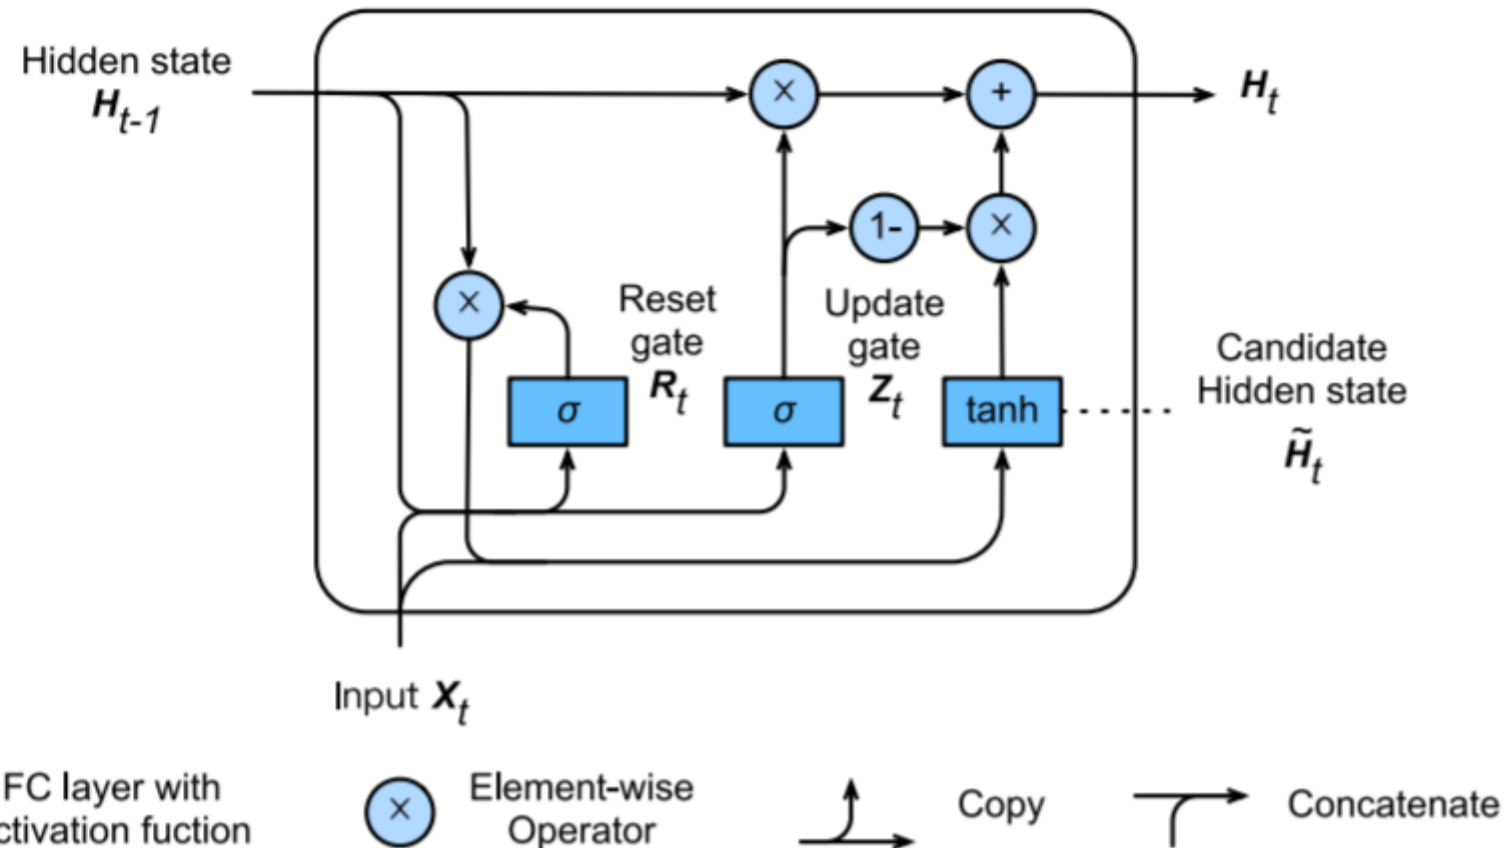 Hidden state
H_{t-1}
×
+
H_t
1-
×
×
Reset
gate
R_t
Update
gate
Z_t
Candidate
Hidden state
H̃_t
σ
σ
tanh
Input X_t
FC layer with
ctivation fuction
×
Element-wise
Operator
Copy
Concatenate